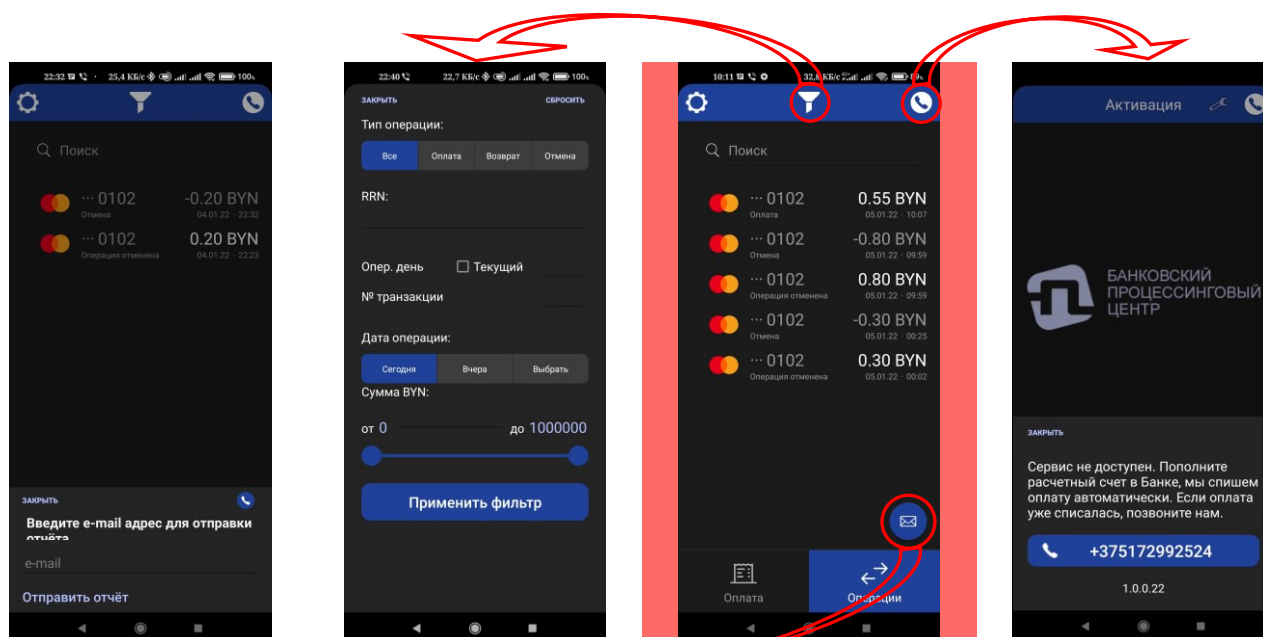 22:32 25,4 КБ/с 100%
Поиск
··· 0102 -0.20 BYN
Отмена 04.01.22 - 22:32
··· 0102 0.20 BYN
Операция отменена 04.01.22 - 22:23
ЗАКРЫТЬ
Введите e-mail адрес для отправки
отчёта
e-mail
Отправить отчёт
22:40 22,7 КБ/с 100%
ЗАКРЫТЬ СБРОСИТЬ
Тип операции:
Все Оплата Возврат Отмена
RRN:
Опер. день Текущий
№ транзакции
Дата операции:
Сегодня Вчера Выбрать
Сумма BYN:
от 0 до 1000000
Применить фильтр
10:11 32,8 КБ/с
Поиск
··· 0102 0.55 BYN
Оплата 05.01.22 - 10:07
··· 0102 -0.80 BYN
Отмена 05.01.22 - 09:59
··· 0102 0.80 BYN
Операция отменена 05.01.22 - 09:59
··· 0102 -0.30 BYN
Отмена 05.01.22 - 00:25
··· 0102 0.30 BYN
Операция отменена 05.01.22 - 00:02
Оплата Операции
Активация
БАНКОВСКИЙ
ПРОЦЕССИНГОВЫЙ
ЦЕНТР
ЗАКРЫТЬ
Сервис не доступен. Пополните
расчетный счет в Банке, мы спишем
оплату автоматически. Если оплата
уже списалась, позвоните нам.
+375172992524
1.0.0.22